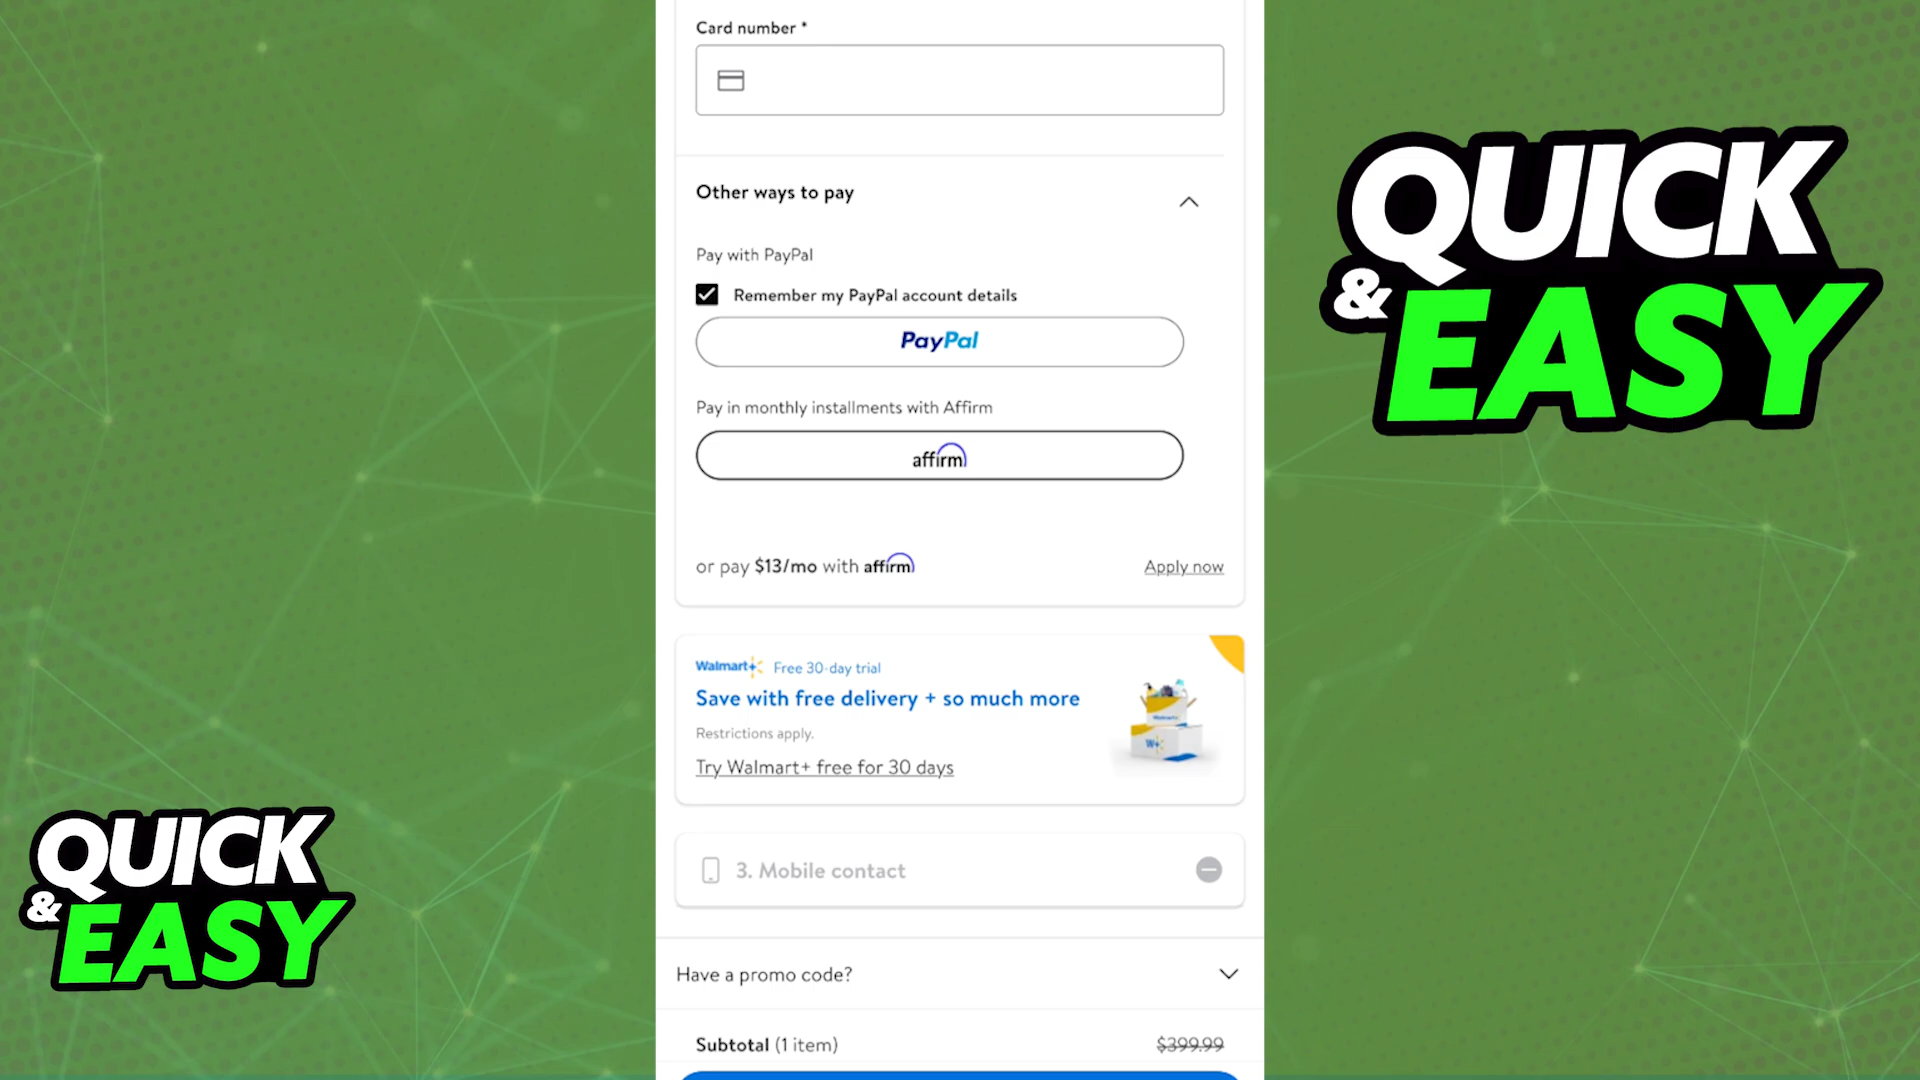 Card number *
Other ways to pay
Pay with PayPal
Remember my PayPal account details
PayPal
Pay in monthly installments with Affirm
affirm
or pay $13/mo with affirm
Apply now
Walmart+ Free 30-day trial
Save with free delivery + so much more
Restrictions apply.
Try Walmart+ free for 30 days
Walmart+
W+
3. Mobile contact
Have a promo code?
Subtotal (1 item)
$399.99
QUICK
& EASY
QUICK
& EASY